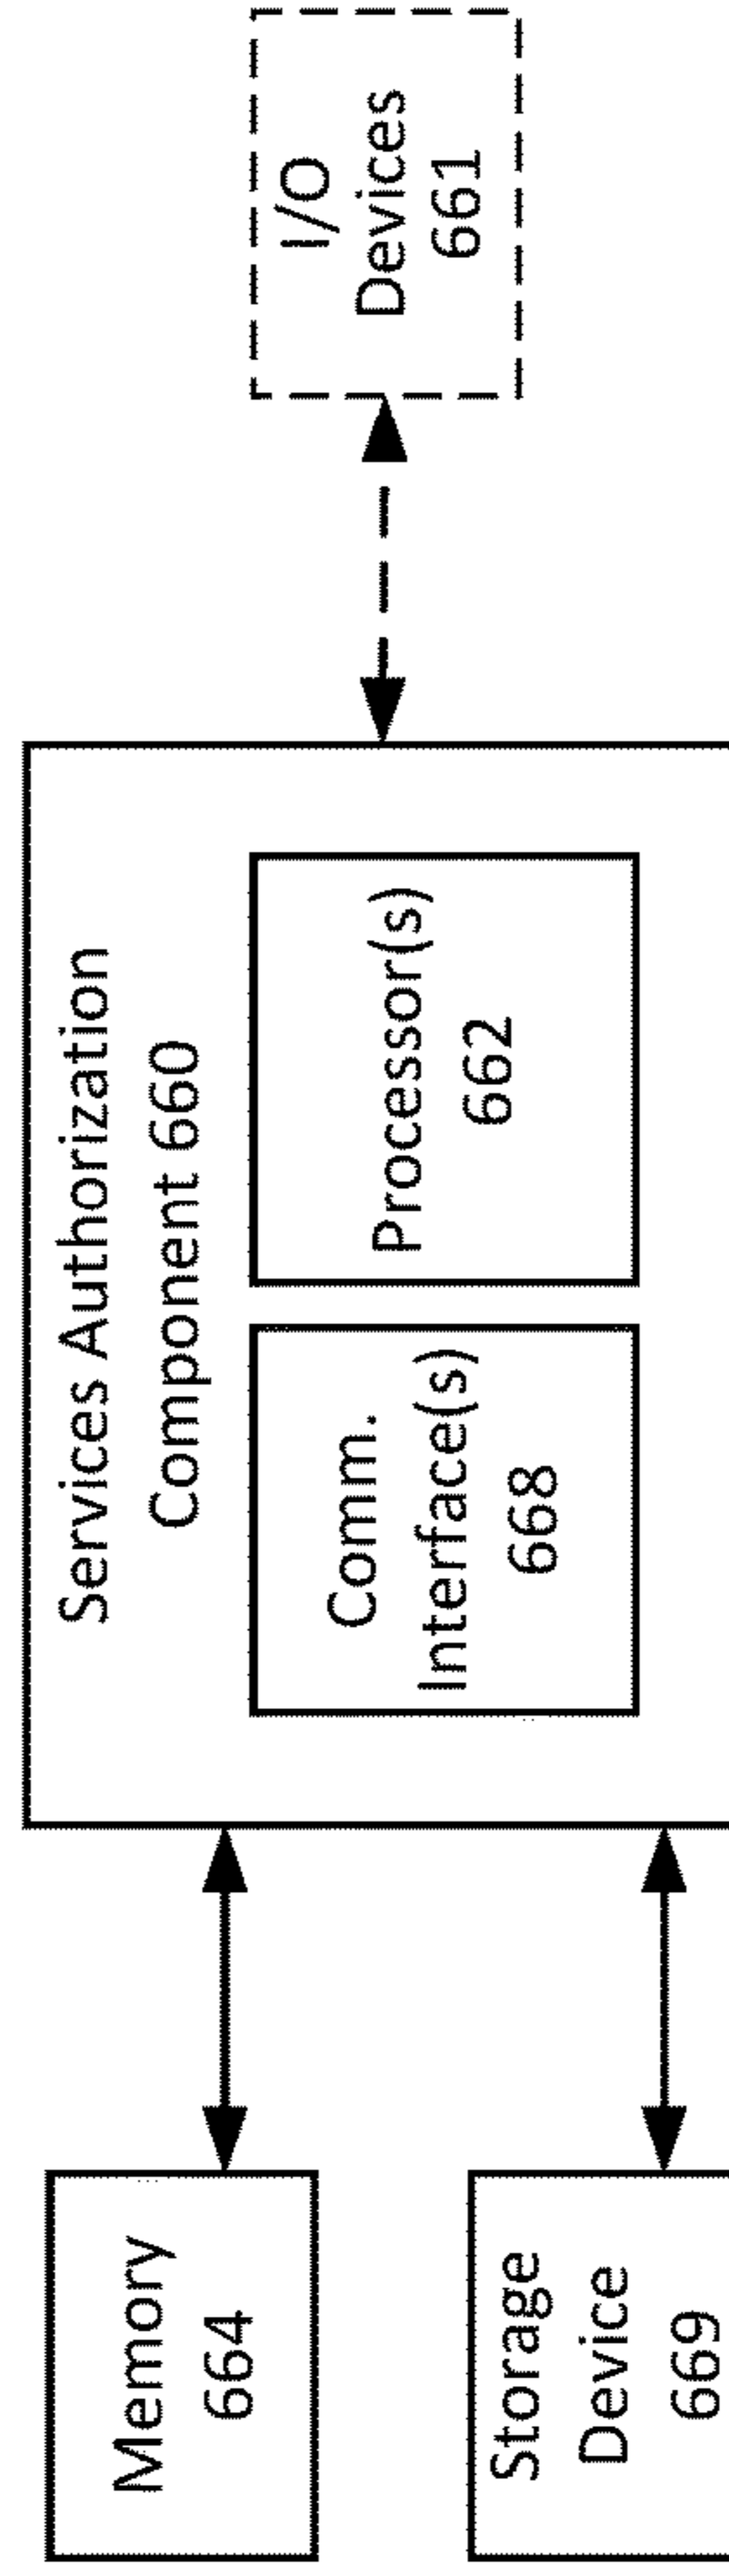 Memory
664
Storage
Device
669
Services Authorization
Component 660
Comm.
Interface(s)
668
Processor(s)
662
I/O
Devices
661